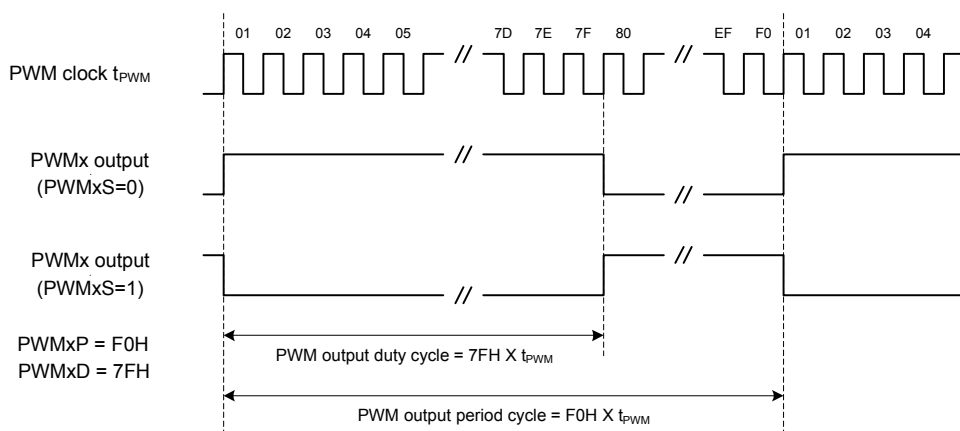 01 02 03 04 05 7D 7E 7F 80 EF F0 01 02 03 04
PWM clock tPWM
PWMx output
(PWMxS=0)
PWMx output
(PWMxS=1)
PWMxP = F0H
PWMxD = 7FH
PWM output duty cycle = 7FH X tPWM
PWM output period cycle = F0H X tPWM